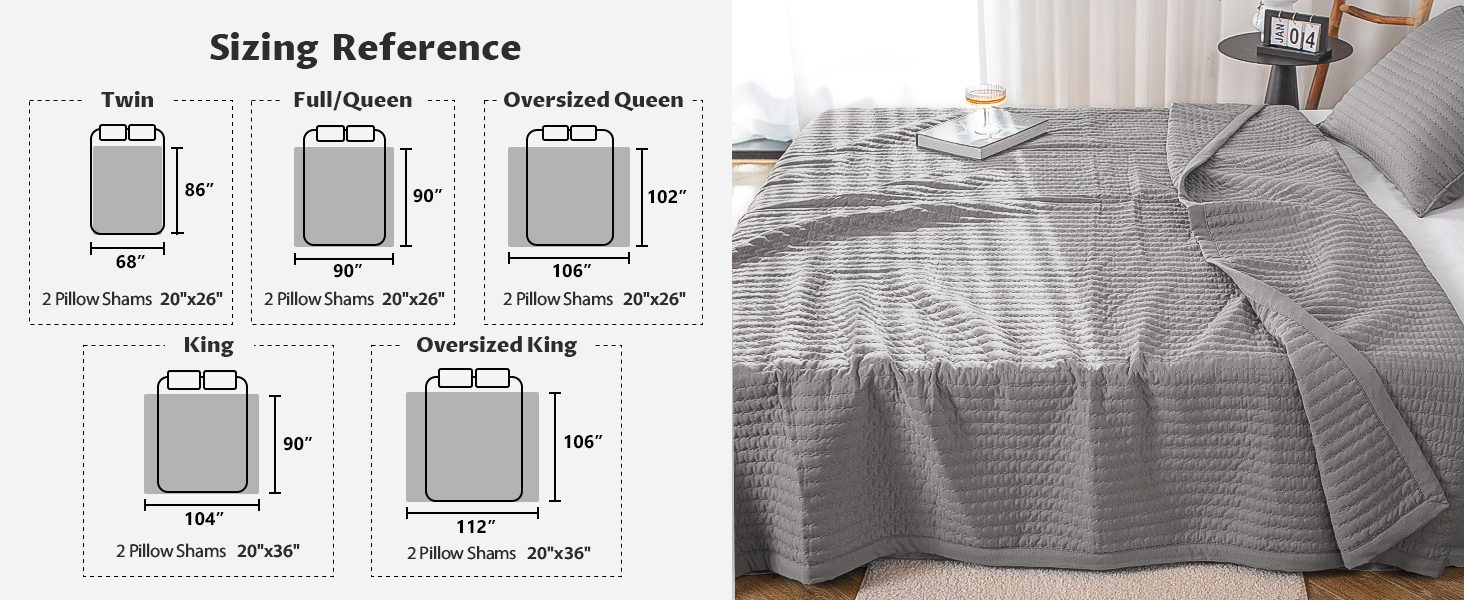 Sizing Reference
Twin
86”
68”
2 Pillow Shams 20"x26"
Full/Queen
90”
90”
2 Pillow Shams 20"x26"
Oversized Queen
102”
106”
2 Pillow Shams 20"x26"
King
90”
104”
2 Pillow Shams 20"x36"
Oversized King
106”
112”
2 Pillow Shams 20"x36"
JAN 04